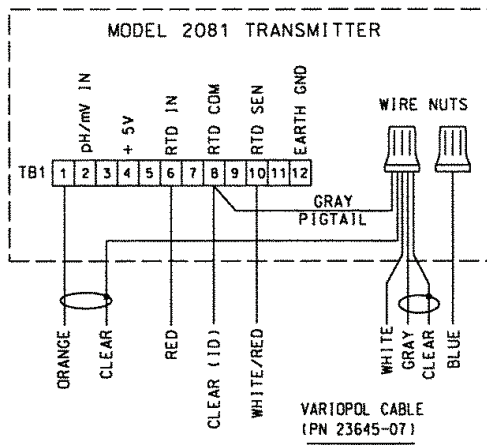 MODEL 2081 TRANSMITTER
pH/mV IN
+ 5V
RTD IN
RTD COM
RTD SEN
EARTH GND
WIRE NUTS
TB1 1 2 3 4 5 6 7 8 9 10 11 12
GRAY
PIGTAIL
ORANGE
CLEAR
RED
CLEAR (ID)
WHITE/RED
WHITE
GRAY
CLEAR
BLUE
VARIOPOL CABLE
(PN 23645-07)